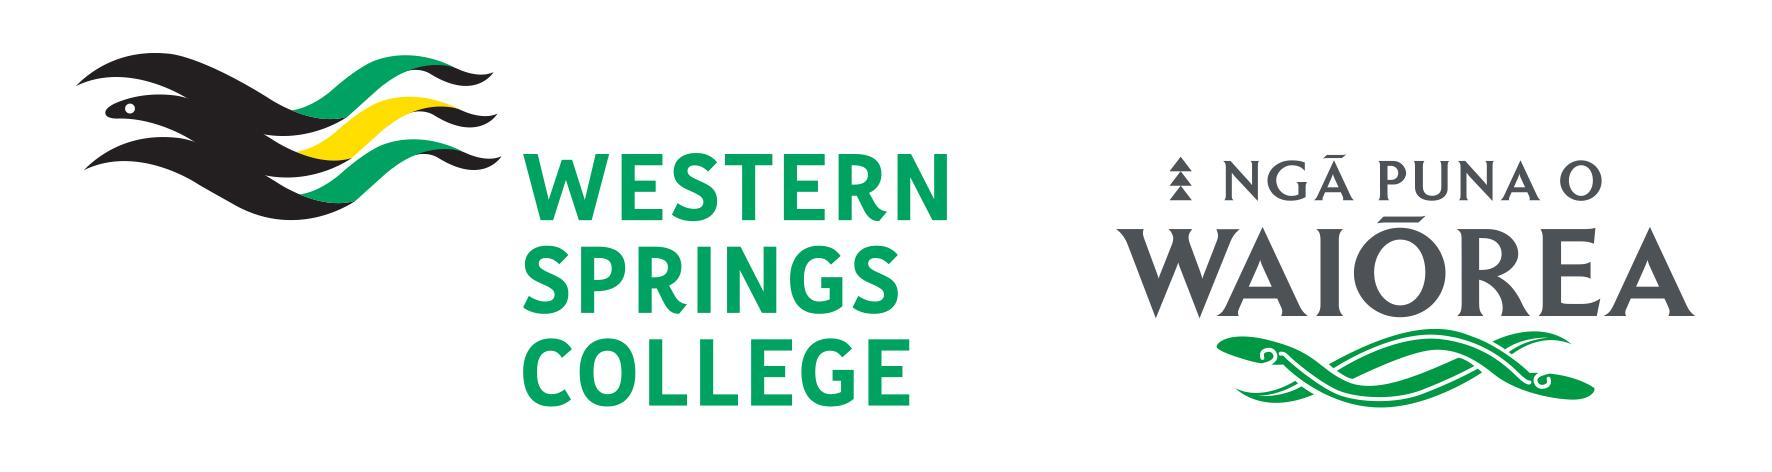 WESTERN
SPRINGS
COLLEGE
NGĀ PUNA O
WAIŌREA